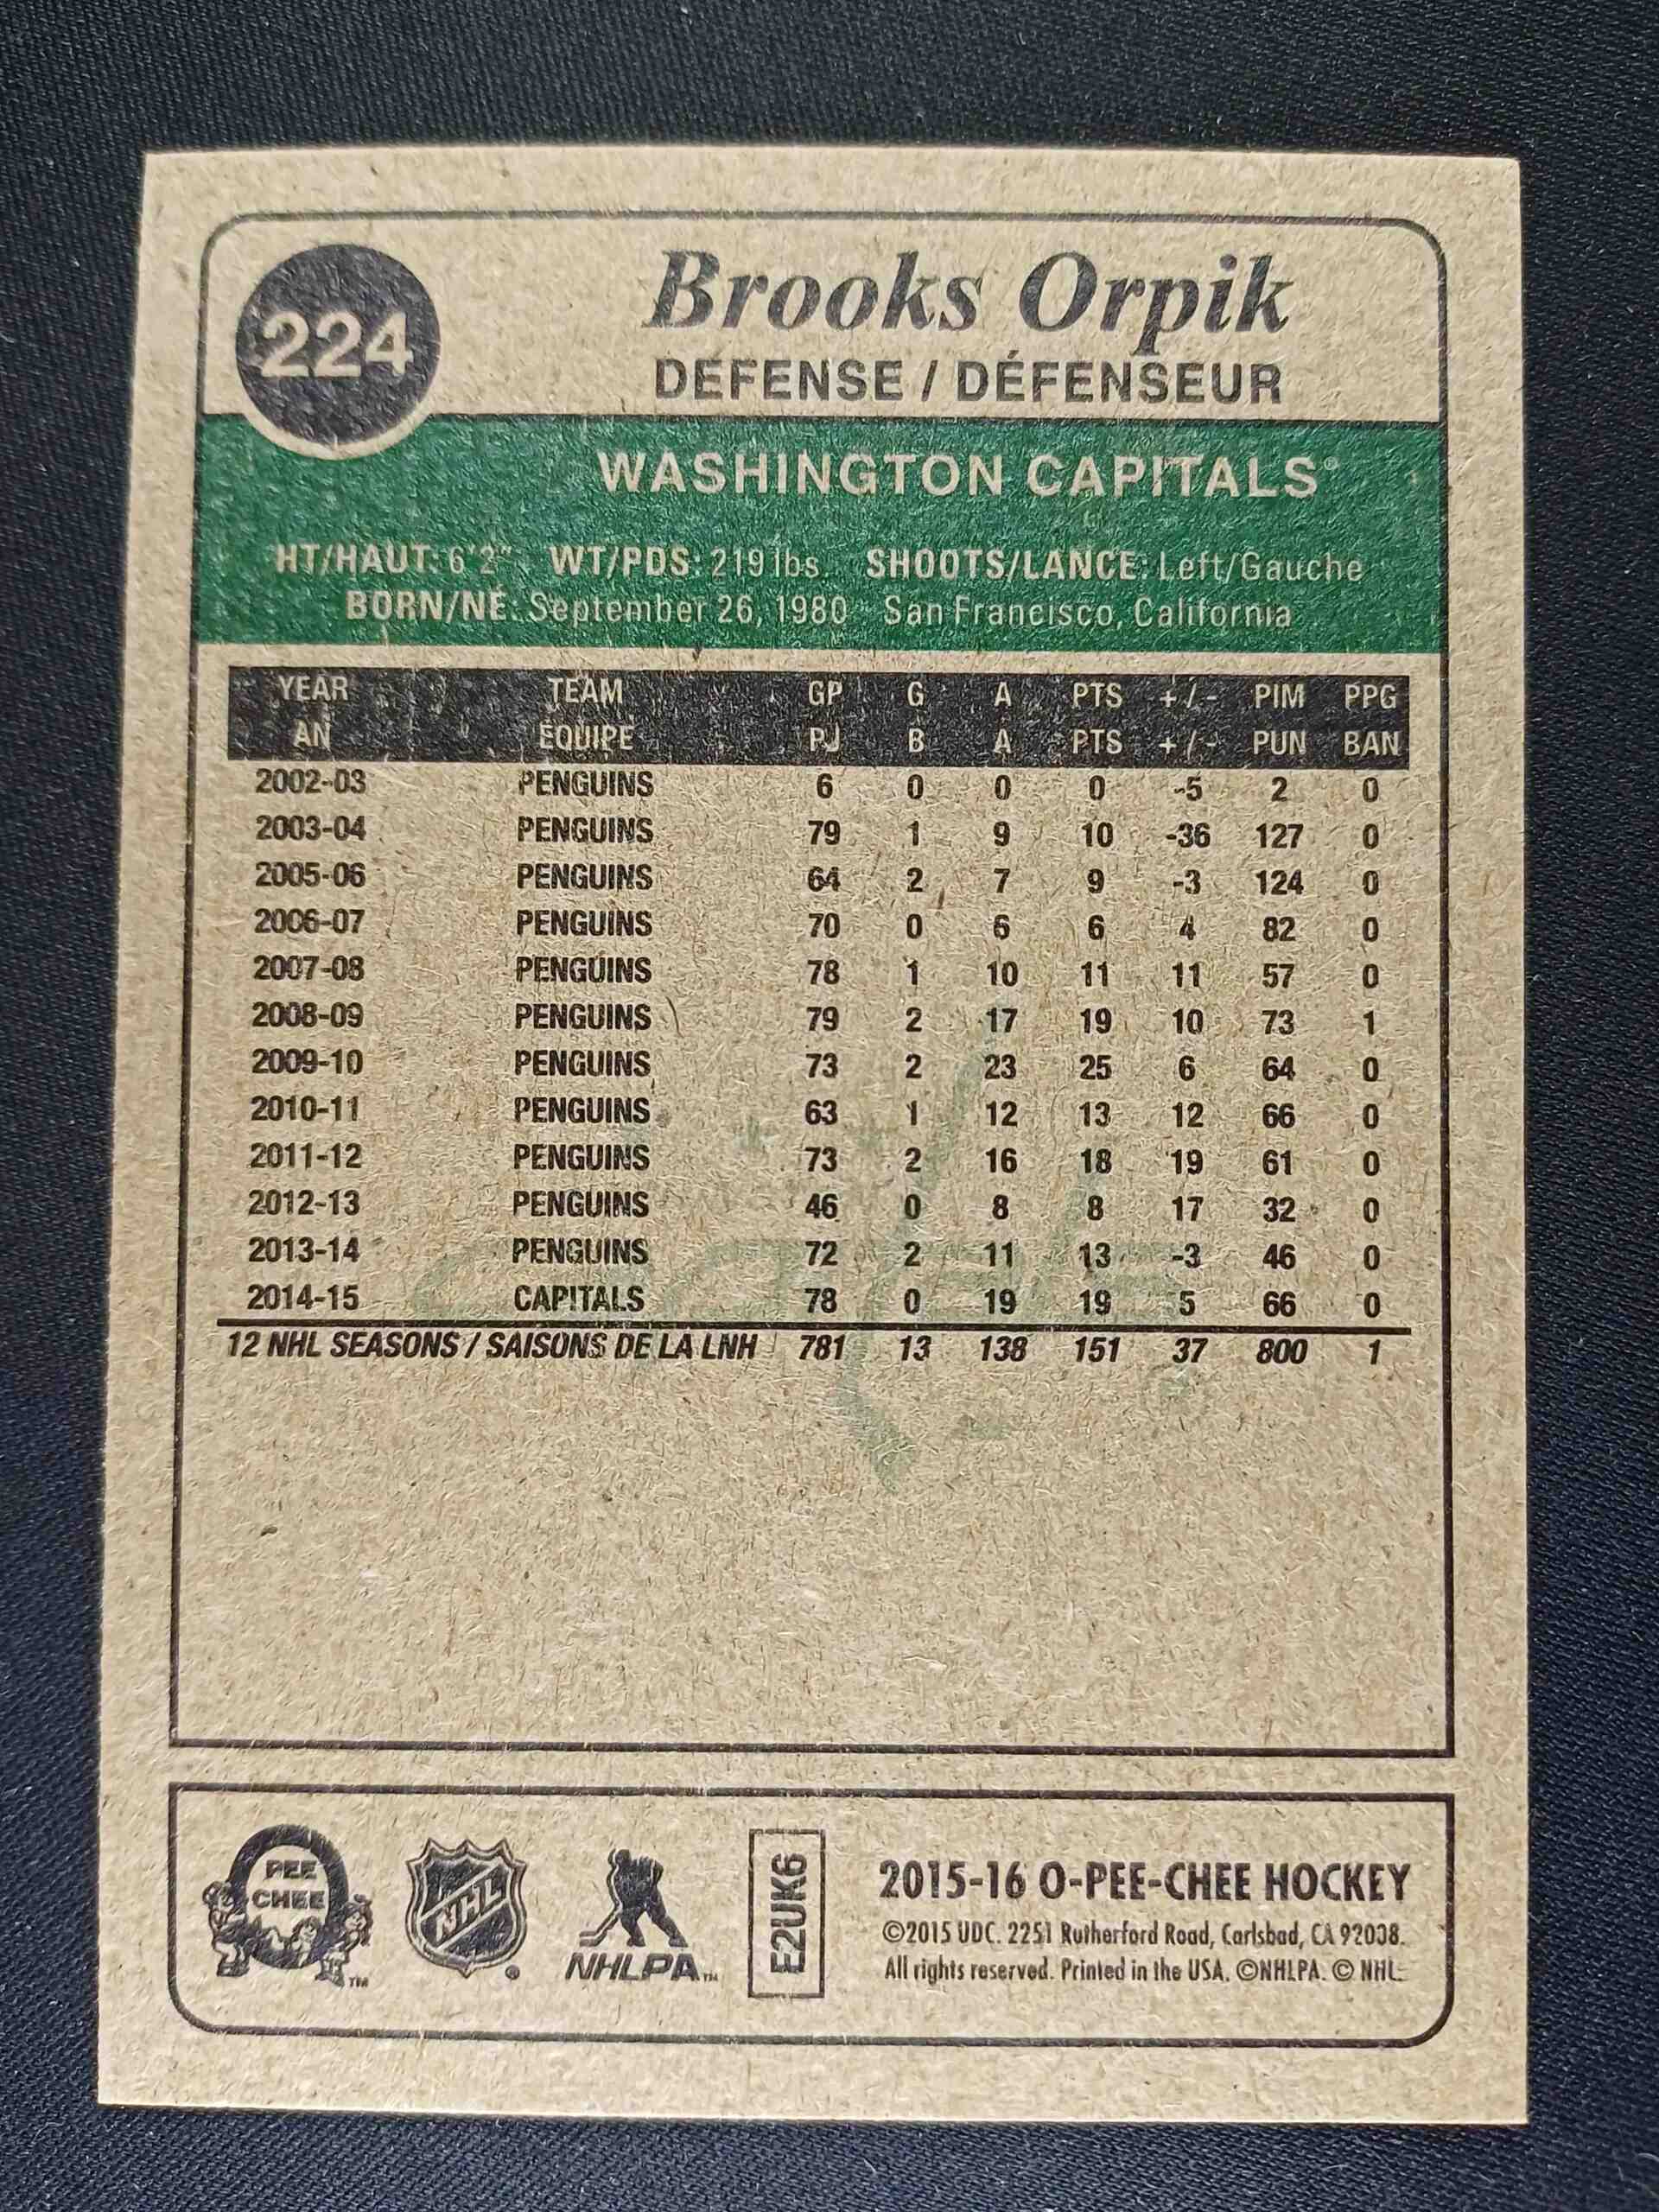 224
Brooks Orpik
DEFENSE / DÉFENSEUR
WASHINGTON CAPITALS®
HT/HAUT: 6'2" WT/PDS: 219 lbs. SHOOTS/LANCE: Left/Gauche
BORN/NÉ: September 26, 1980 San Francisco, California
YEAR TEAM GP G A PTS +/- PIM PPG
AN ÉQUIPE PJ B A PTS +/- PUN BAN
2002-03 PENGUINS 6 0 0 0 -5 2 0
2003-04 PENGUINS 79 1 9 10 -36 127 0
2005-06 PENGUINS 64 2 7 9 -3 124 0
2006-07 PENGUINS 70 0 6 6 4 82 0
2007-08 PENGUINS 78 1 10 11 11 57 0
2008-09 PENGUINS 79 2 17 19 10 73 1
2009-10 PENGUINS 73 2 23 25 6 64 0
2010-11 PENGUINS 63 1 12 13 12 66 0
2011-12 PENGUINS 73 2 16 18 19 61 0
2012-13 PENGUINS 46 0 8 8 17 32 0
2013-14 PENGUINS 72 2 11 13 -3 46 0
2014-15 CAPITALS 78 0 19 19 5 66 0
12 NHL SEASONS / SAISONS DE LA LNH 781 13 138 151 37 800 1
PEE
CHEE
TM
NHL
NHLPA™
E2UK6
2015-16 O-PEE-CHEE HOCKEY
©2015 UDC. 2251 Rutherford Road, Carlsbad, CA 92008.
All rights reserved. Printed in the USA. ©NHLPA. © NHL.